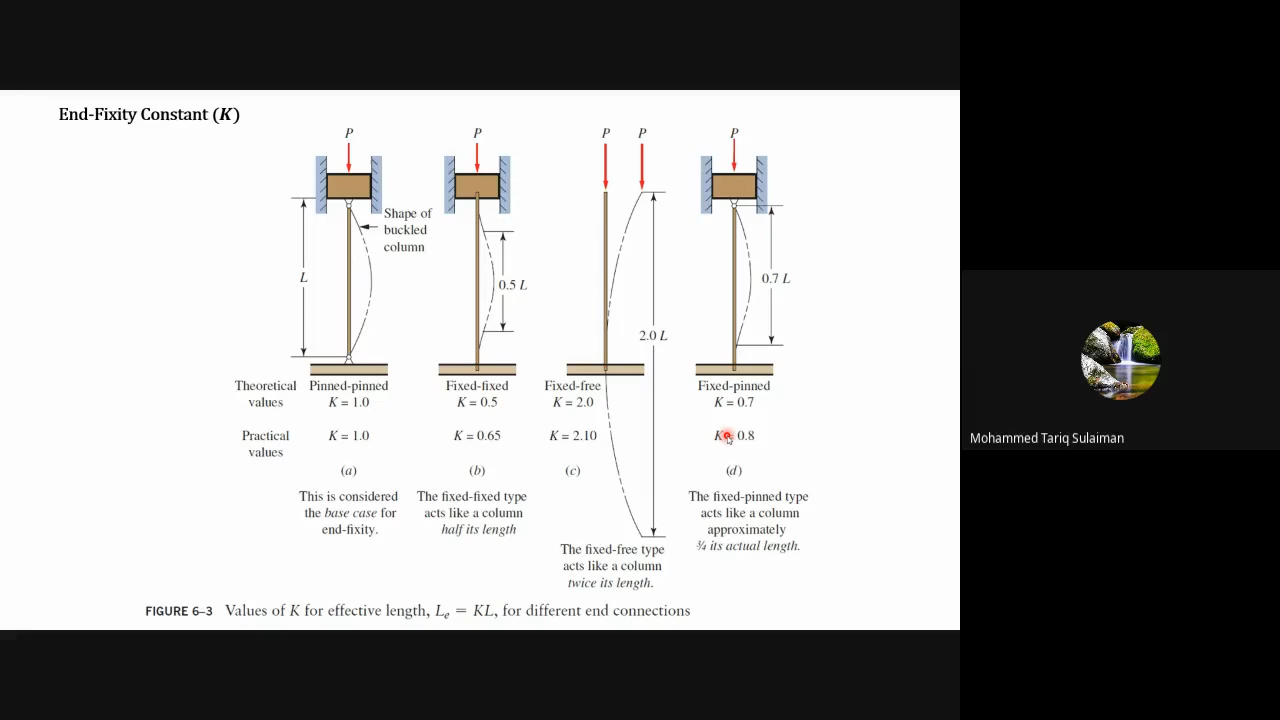 End-Fixity Constant (K)
P P P P P
Shape of
buckled
column
L
0.5 L
2.0 L
0.7 L
Theoretical values
Pinned-pinned
K = 1.0
Fixed-fixed
K = 0.5
Fixed-free
K = 2.0
Fixed-pinned
K = 0.7
Practical values
K = 1.0
K = 0.65
K = 2.10
K = 0.8
(a)
(b)
(c)
(d)
This is considered
the base case for
end-fixity.
The fixed-fixed type
acts like a column
half its length
The fixed-free type
acts like a column
twice its length.
The fixed-pinned type
acts like a column
approximately
¾ its actual length.
FIGURE 6–3 Values of K for effective length, Le = KL, for different end connections
Mohammed Tariq Sulaiman